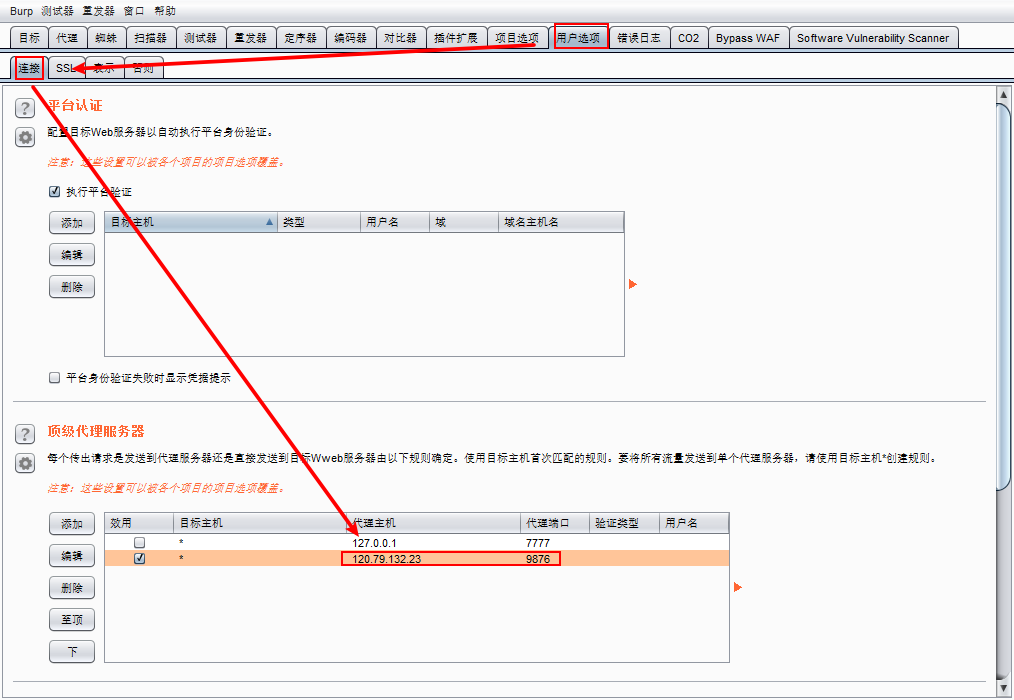 Burp 测试器 重发器 窗口 帮助
目标 代理 蜘蛛 扫描器 测试器 重发器 定序器 编码器 对比器 插件扩展 项目选项 用户选项 错误日志 CO2 Bypass WAF Software Vulnerability Scanner
连接 SSL 表示 否则
? 平台认证
配置目标Web服务器以自动执行平台身份验证。
注意：这些设置可以被各个项目的项目选项覆盖。
执行平台验证
添加 目标主机 类型 用户名 域 域名主机名
编辑
删除
平台身份验证失败时显示凭据提示
? 顶级代理服务器
每个传出请求是发送到代理服务器还是直接发送到目标Wweb服务器由以下规则确定。使用目标主机首次匹配的规则。要将所有流量发送到单个代理服务器，请使用目标主机*创建规则。
注意：这些设置可以被各个项目的项目选项覆盖。
添加 效用 目标主机 代理主机 代理端口 验证类型 用户名
* 127.0.0.1 7777
编辑 * 120.79.132.23 9876
删除
至项
下